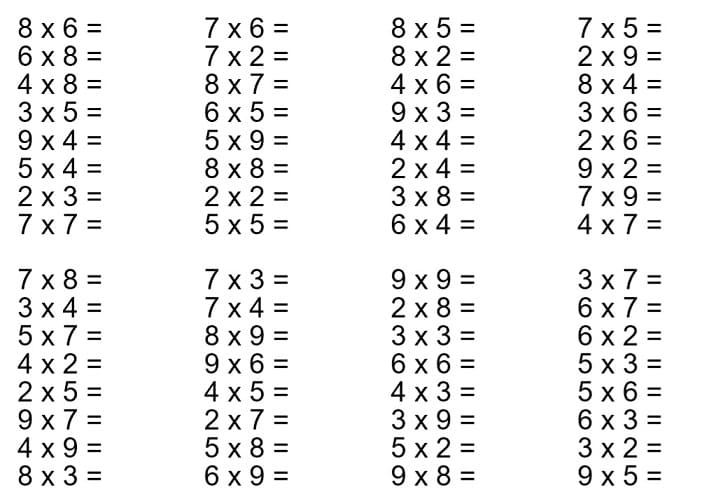 8 x 6 = 7 x 6 = 8 x 5 = 7 x 5 =
6 x 8 = 7 x 2 = 8 x 2 = 2 x 9 =
4 x 8 = 8 x 7 = 4 x 6 = 8 x 4 =
3 x 5 = 6 x 5 = 9 x 3 = 3 x 6 =
9 x 4 = 5 x 9 = 4 x 4 = 2 x 6 =
5 x 4 = 8 x 8 = 2 x 4 = 9 x 2 =
2 x 3 = 2 x 2 = 3 x 8 = 7 x 9 =
7 x 7 = 5 x 5 = 6 x 4 = 4 x 7 =
7 x 8 = 7 x 3 = 9 x 9 = 3 x 7 =
3 x 4 = 7 x 4 = 2 x 8 = 6 x 7 =
5 x 7 = 8 x 9 = 3 x 3 = 6 x 2 =
4 x 2 = 9 x 6 = 6 x 6 = 5 x 3 =
2 x 5 = 4 x 5 = 4 x 3 = 5 x 6 =
9 x 7 = 2 x 7 = 3 x 9 = 6 x 3 =
4 x 9 = 5 x 8 = 5 x 2 = 3 x 2 =
8 x 3 = 6 x 9 = 9 x 8 = 9 x 5 =